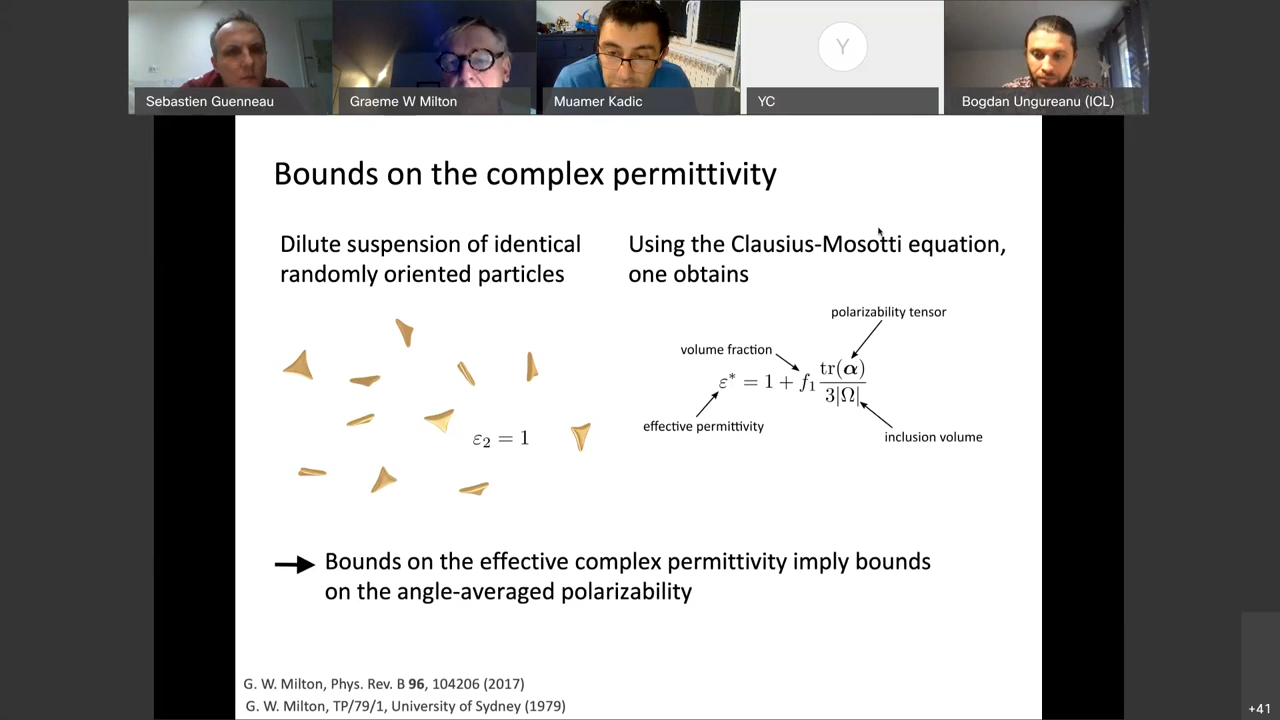 Sebastien Guenneau
Graeme W Milton
Muamer Kadic
Y
YC
Bogdan Ungureanu (ICL)
Bounds on the complex permittivity
Dilute suspension of identical
randomly oriented particles
ε₂ = 1
Using the Clausius-Mosotti equation,
one obtains
polarizability tensor
volume fraction
ε* = 1 + f₁ tr(α) / 3|Ω|
effective permittivity
inclusion volume
Bounds on the effective complex permittivity imply bounds
on the angle-averaged polarizability
G. W. Milton, Phys. Rev. B 96, 104206 (2017)
G. W. Milton, TP/79/1, University of Sydney (1979)
+41